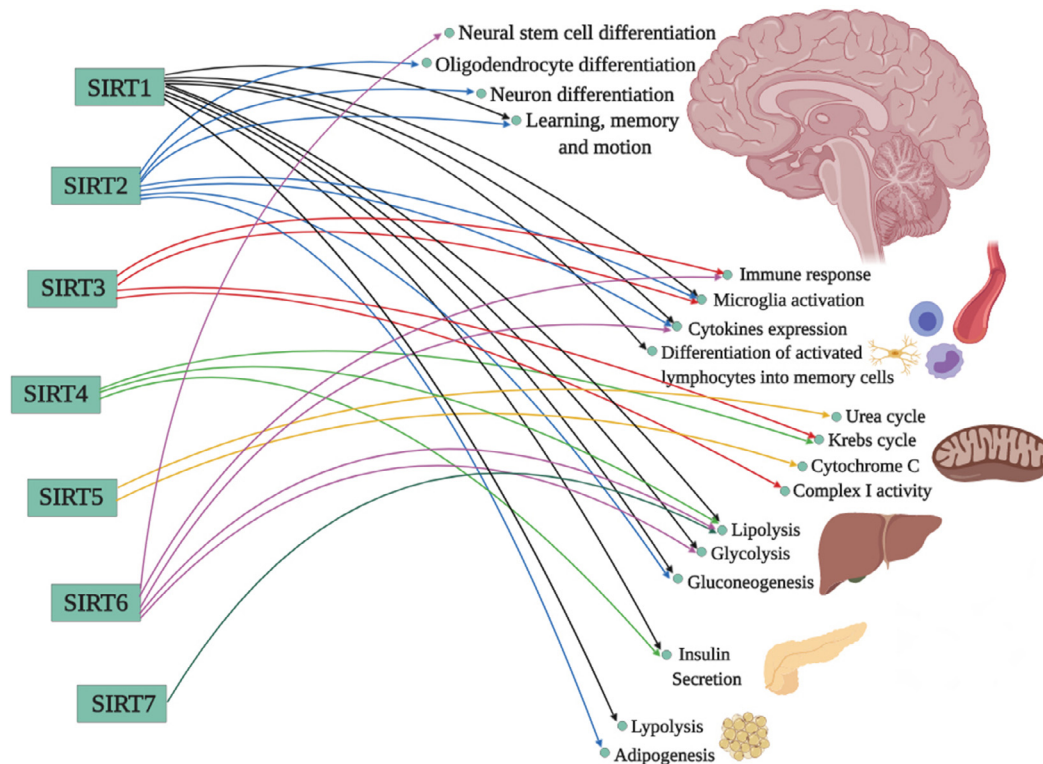 SIRT1
SIRT2
SIRT3
SIRT4
SIRT5
SIRT6
SIRT7
Neural stem cell differentiation
Oligodendrocyte differentiation
Neuron differentiation
Learning, memory
and motion
Immune response
Microglia activation
Cytokines expression
Differentiation of activated
lymphocytes into memory cells
Urea cycle
Krebs cycle
Cytochrome C
Complex I activity
Lipolysis
Glycolysis
Gluconeogenesis
Insulin
Secretion
Lypolysis
Adipogenesis